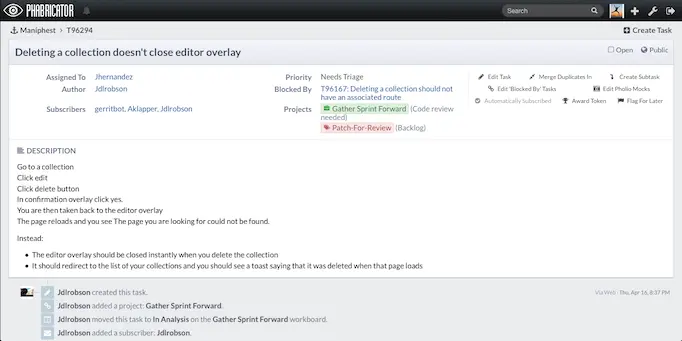 PHABRICATOR
Search
Maniphest > T96294
Create Task
Deleting a collection doesn't close editor overlay
Open Public
Assigned To Jhernandez
Author Jdlrobson
Subscribers gerritbot, Aklapper, Jdlrobson
Priority Needs Triage
Blocked By T96167: Deleting a collection should not
have an associated route
Projects Gather Sprint Forward (Code review
needed)
Patch-For-Review (Backlog)
Edit Task Merge Duplicates In Create Subtask
Edit 'Blocked By' Tasks Edit Pholio Mocks
Automatically Subscribed Award Token Flag For Later
DESCRIPTION
Go to a collection
Click edit
Click delete button
In confirmation overlay click yes.
You are then taken back to the editor overlay
The page reloads and you see The page you are looking for could not be found.
Instead:
• The editor overlay should be closed instantly when you delete the collection
• It should redirect to the list of your collections and you should see a toast saying that it was deleted when that page loads
Jdlrobson created this task. Via Web · Thu, Apr 16, 8:37 PM
Jdlrobson added a project: Gather Sprint Forward.
Jdlrobson moved this task to In Analysis on the Gather Sprint Forward workboard.
Jdlrobson added a subscriber: Jdlrobson.